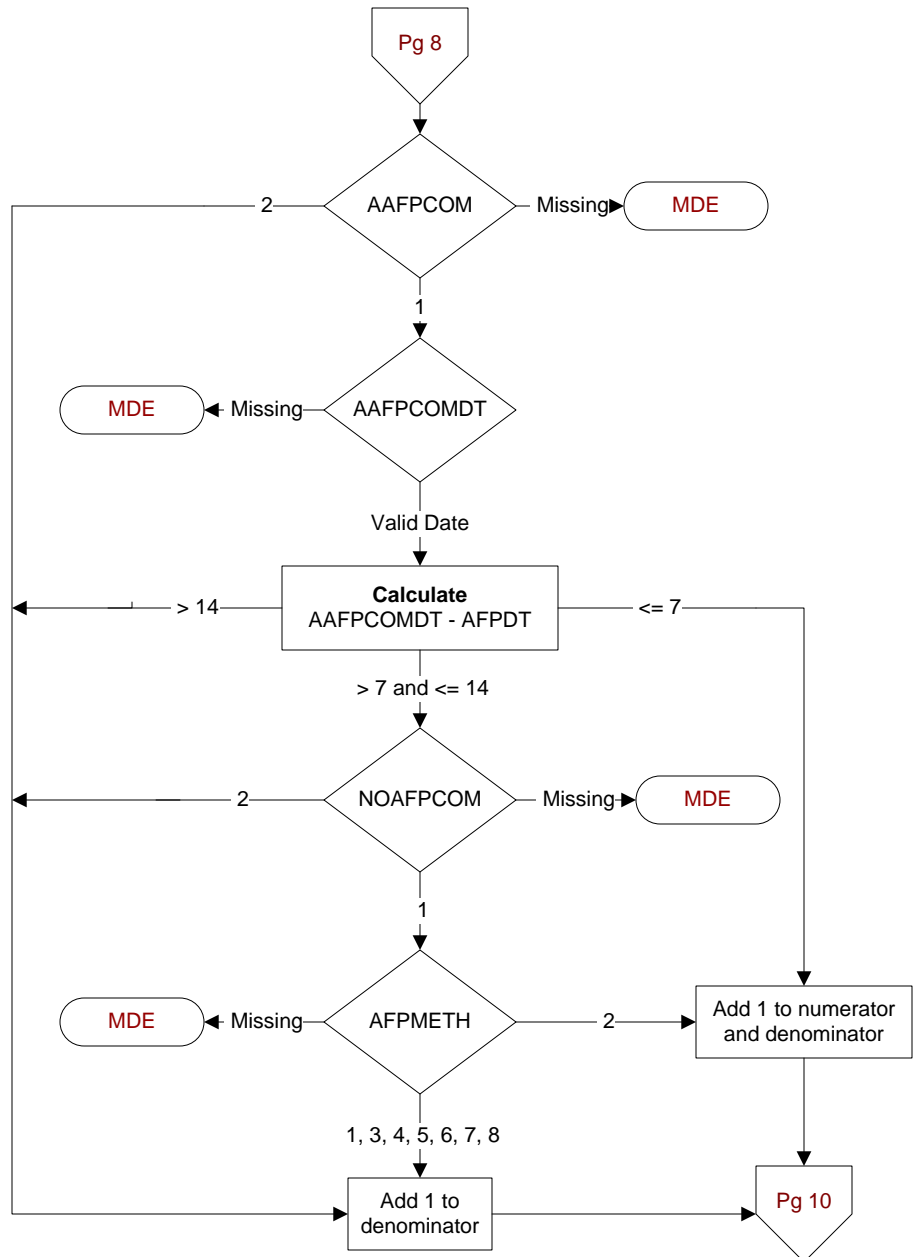 Pg 8
2
AAFPCOM
Missing
MDE
1
MDE
Missing
AAFPCOMDT
Valid Date
> 14
Calculate
AAFPCOMDT - AFPDT
<= 7
> 7 and <= 14
2
NOAFPCOM
Missing
MDE
1
MDE
Missing
AFPMETH
2
Add 1 to numerator
and denominator
1, 3, 4, 5, 6, 7, 8
Add 1 to
denominator
Pg 10